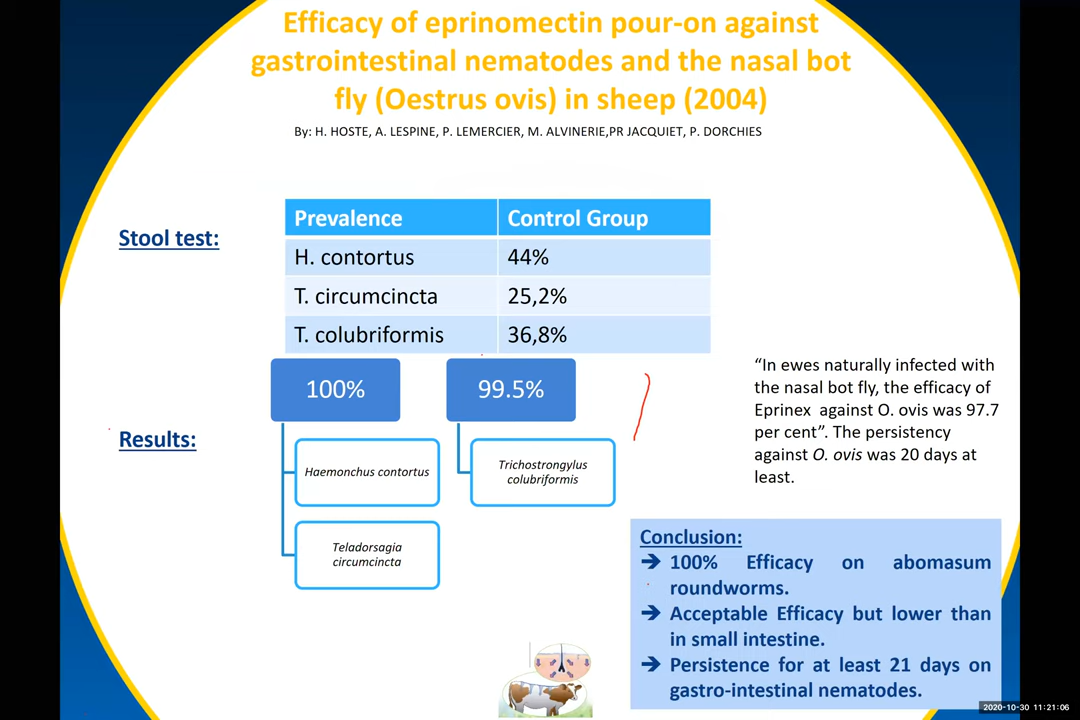 Efficacy of eprinomectin pour-on against
gastrointestinal nematodes and the nasal bot
fly (Oestrus ovis) in sheep (2004)
By: H. HOSTE, A. LESPINE, P. LEMERCIER, M. ALVINERIE,PR JACQUIET, P. DORCHIES
Stool test:
Prevalence Control Group
H. contortus 44%
T. circumcincta 25,2%
T. colubriformis 36,8%
Results:
100%
Haemonchus contortus
Teladorsagia
circumcincta
99.5%
Trichostrongylus
colubriformis
“In ewes naturally infected with
the nasal bot fly, the efficacy of
Eprinex against O. ovis was 97.7
per cent”. The persistency
against O. ovis was 20 days at
least.
Conclusion:
➔ 100% Efficacy on abomasum
roundworms.
➔ Acceptable Efficacy but lower than
in small intestine.
➔ Persistence for at least 21 days on
gastro-intestinal nematodes.
2020-10-30 11:21:06